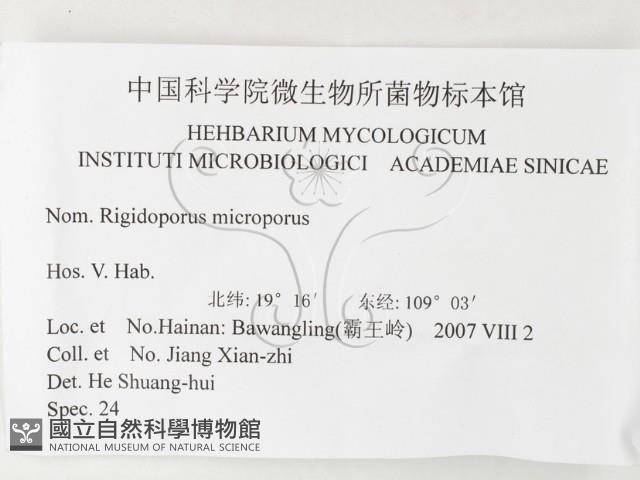 中国科学院微生物所菌物标本馆
HEHBARIUM MYCOLOGICUM
INSTITUTI MICROBIOLOGICI ACADEMIAE SINICAE
Nom. Rigidoporus microporus
Hos. V. Hab.
北纬: 19° 16′ 东经: 109° 03′
Loc. et No.Hainan: Bawangling(霸王岭) 2007 VIII 2
Coll. et No. Jiang Xian-zhi
Det. He Shuang-hui
Spec. 24
國立自然科學博物館
NATIONAL MUSEUM OF NATURAL SCIENCE